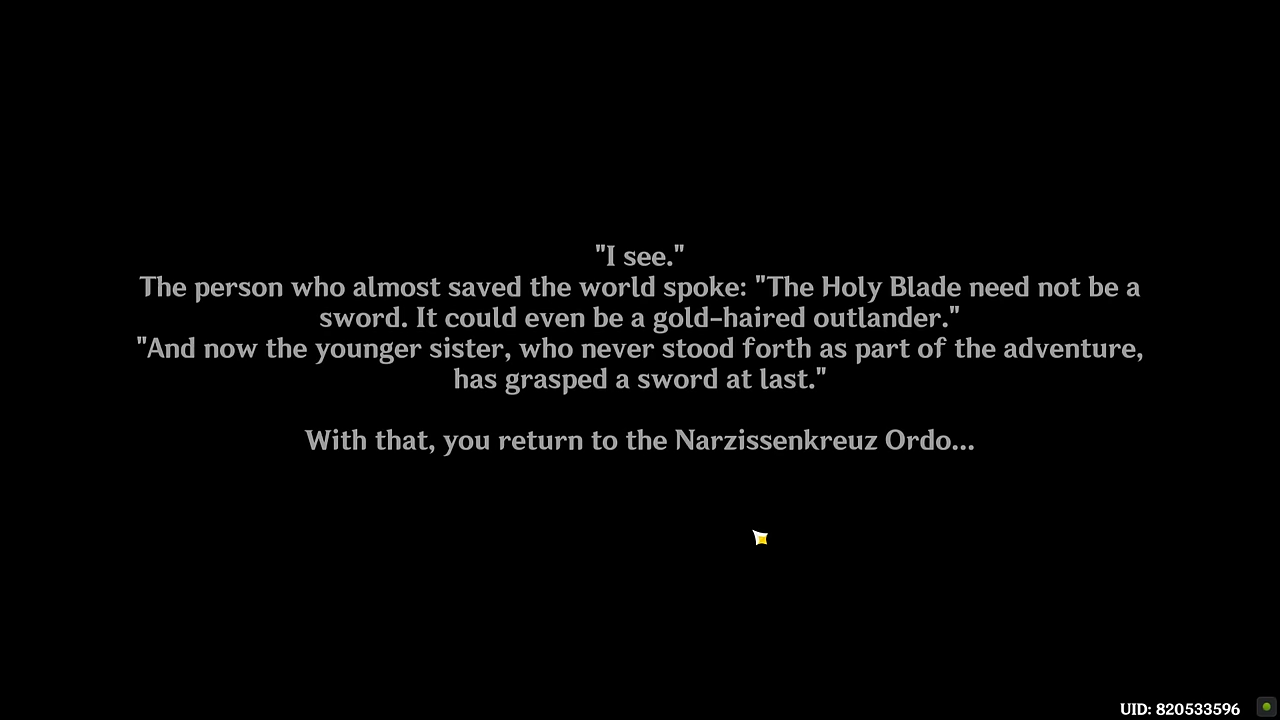 "I see."
The person who almost saved the world spoke: "The Holy Blade need not be a
sword. It could even be a gold-haired outlander."
"And now the younger sister, who never stood forth as part of the adventure,
has grasped a sword at last."
With that, you return to the Narzissenkreuz Ordo...
UID: 820533596